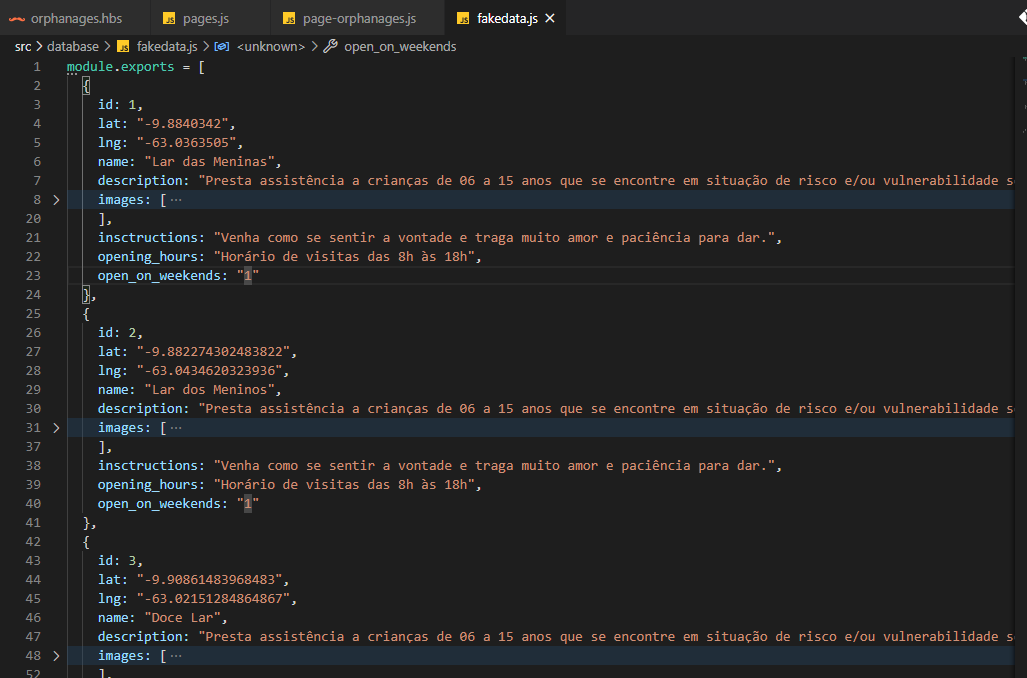 orphanages.hbs JS pages.js JS page-orphanages.js JS fakedata.js ×
src > database > JS fakedata.js > <unknown> > open_on_weekends
1 module.exports = [
2 {
3 id: 1,
4 lat: "-9.8840342",
5 lng: "-63.0363505",
6 name: "Lar das Meninas",
7 description: "Presta assistência a crianças de 06 a 15 anos que se encontre em situação de risco e/ou vulnerabilidade s
8 > images: [ ···
20 ],
21 insctructions: "Venha como se sentir a vontade e traga muito amor e paciência para dar.",
22 opening_hours: "Horário de visitas das 8h às 18h",
23 open_on_weekends: "1"
24 },
25 {
26 id: 2,
27 lat: "-9.882274302483822",
28 lng: "-63.0434620323936",
29 name: "Lar dos Meninos",
30 description: "Presta assistência a crianças de 06 a 15 anos que se encontre em situação de risco e/ou vulnerabilidade s
31 > images: [ ···
37 ],
38 insctructions: "Venha como se sentir a vontade e traga muito amor e paciência para dar.",
39 opening_hours: "Horário de visitas das 8h às 18h",
40 open_on_weekends: "1"
41 },
42 {
43 id: 3,
44 lat: "-9.90861483968483",
45 lng: "-63.02151284864867",
46 name: "Doce Lar",
47 description: "Presta assistência a crianças de 06 a 15 anos que se encontre em situação de risco e/ou vulnerabilidade s
48 > images: [ ···
52 ],